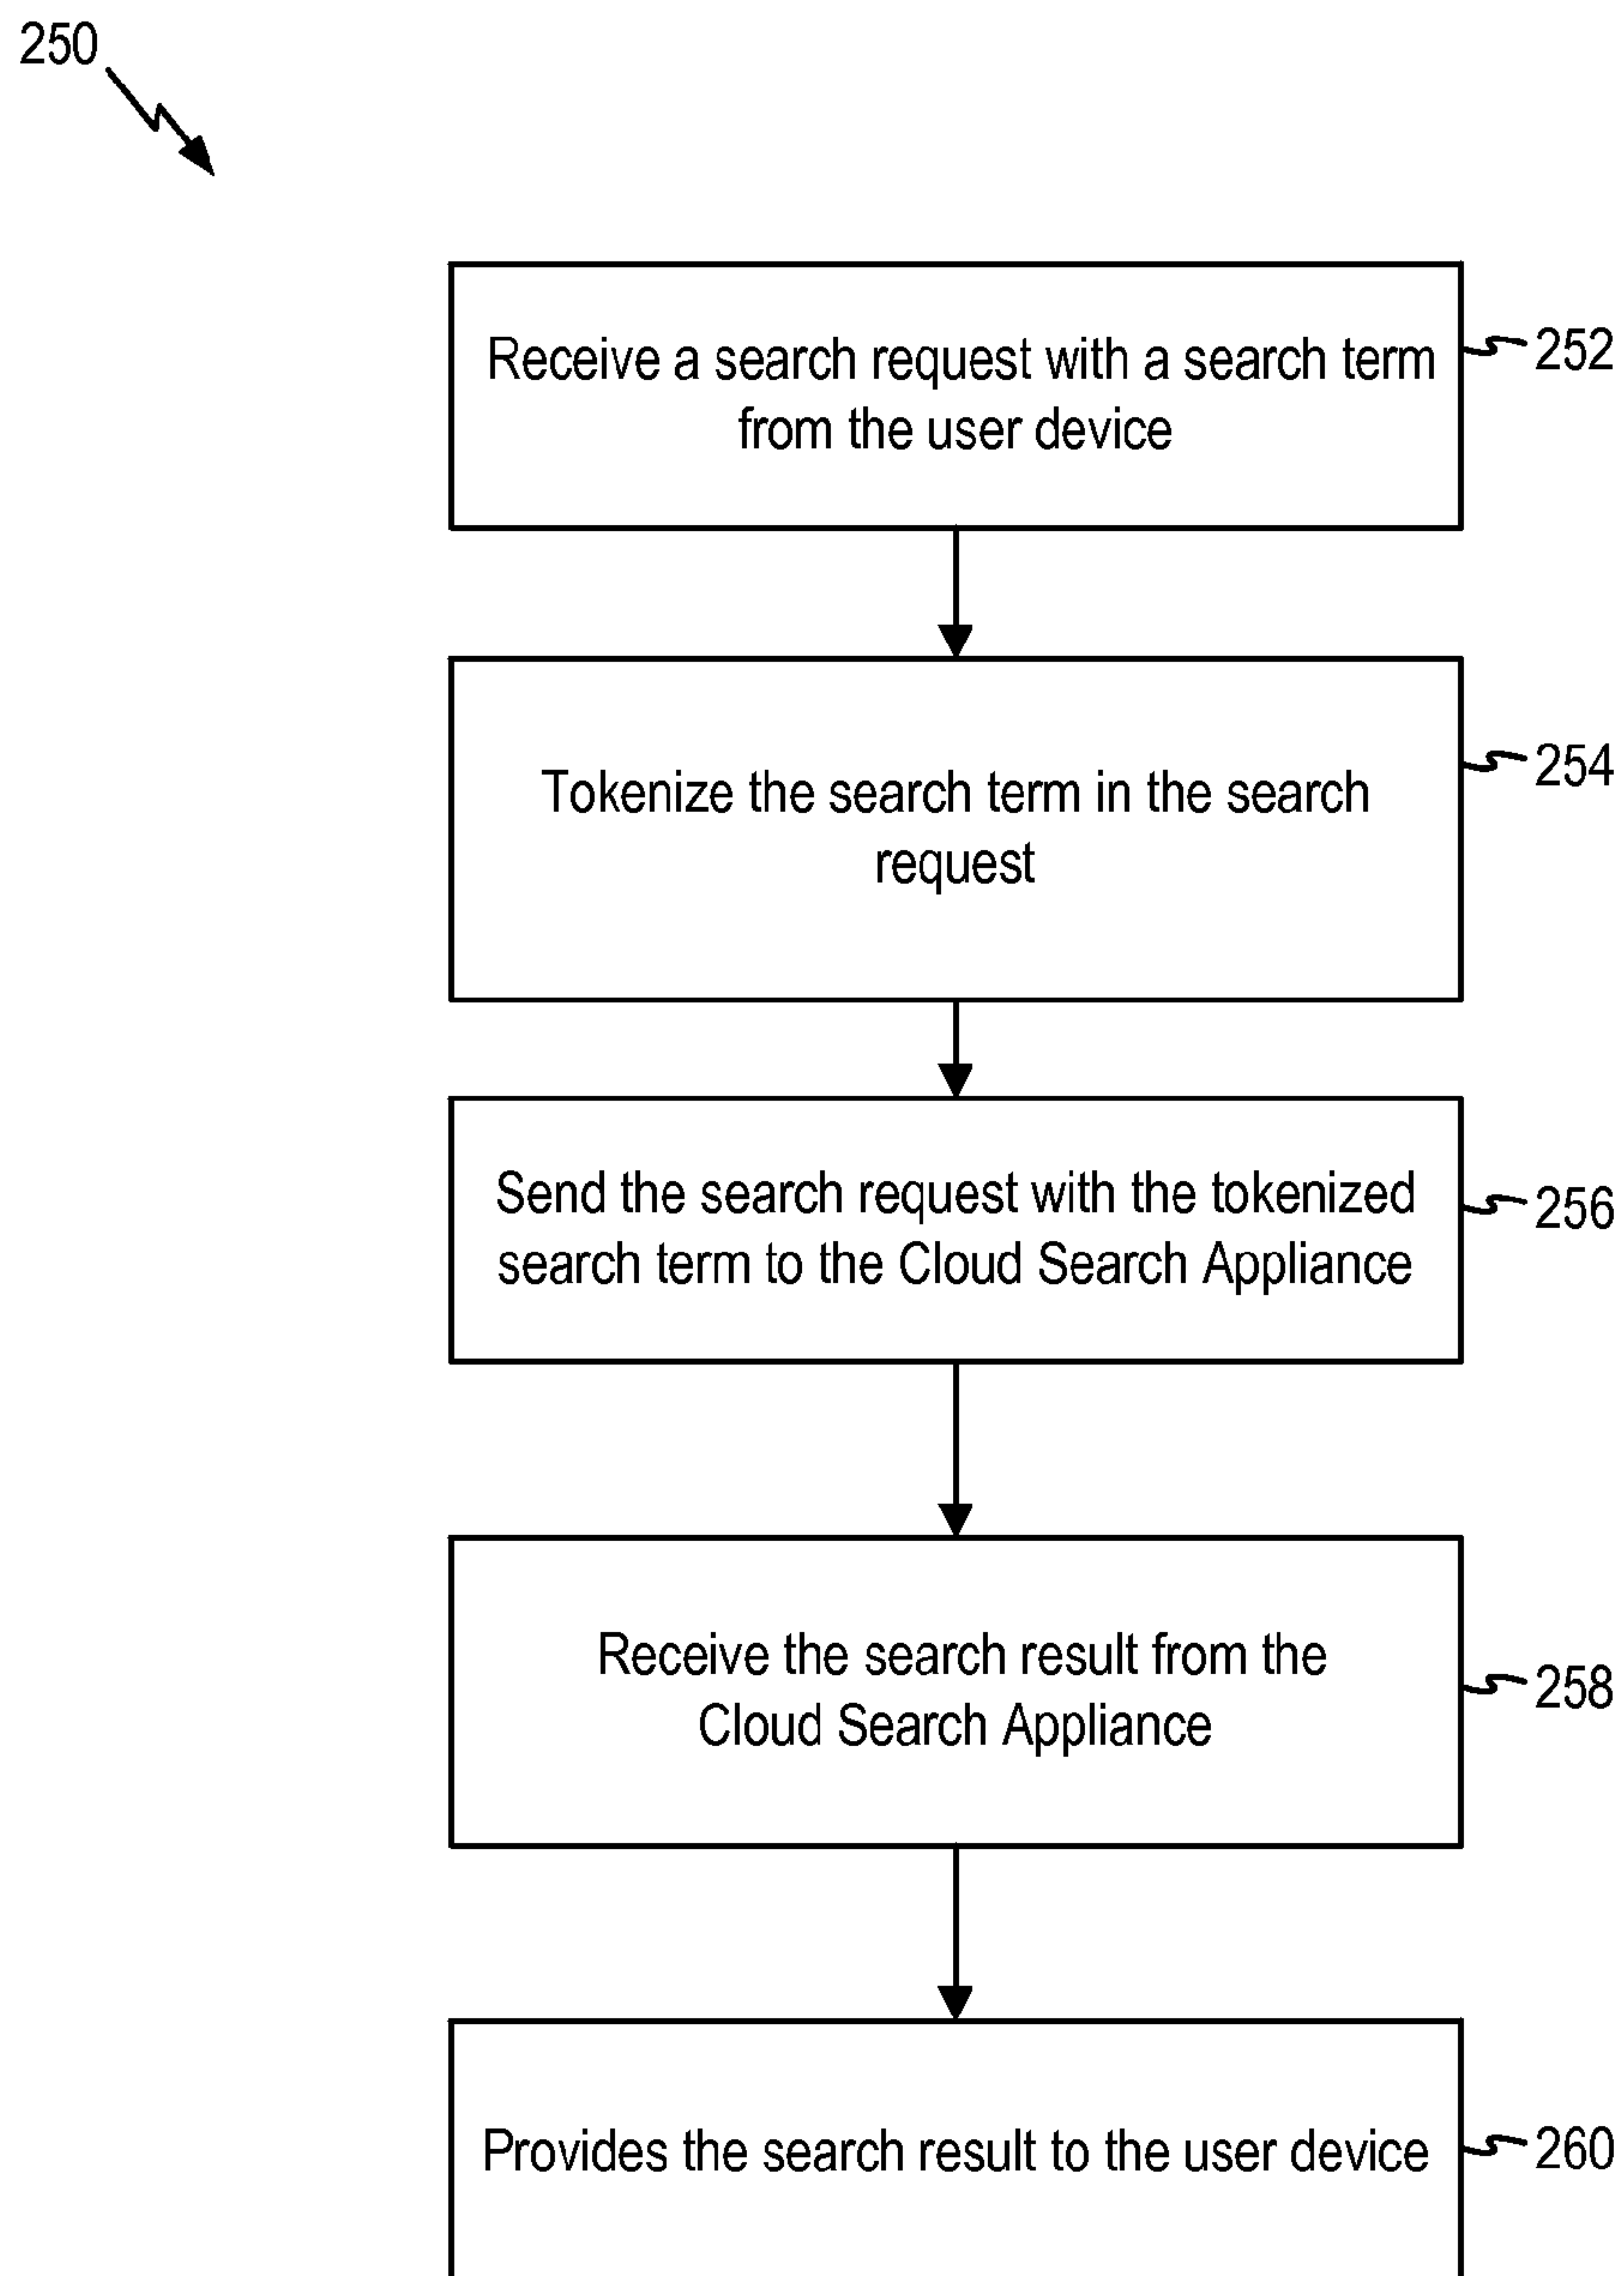 250
Receive a search request with a search term
from the user device
252
Tokenize the search term in the search
request
254
Send the search request with the tokenized
search term to the Cloud Search Appliance
256
Receive the search result from the
Cloud Search Appliance
258
Provides the search result to the user device
260